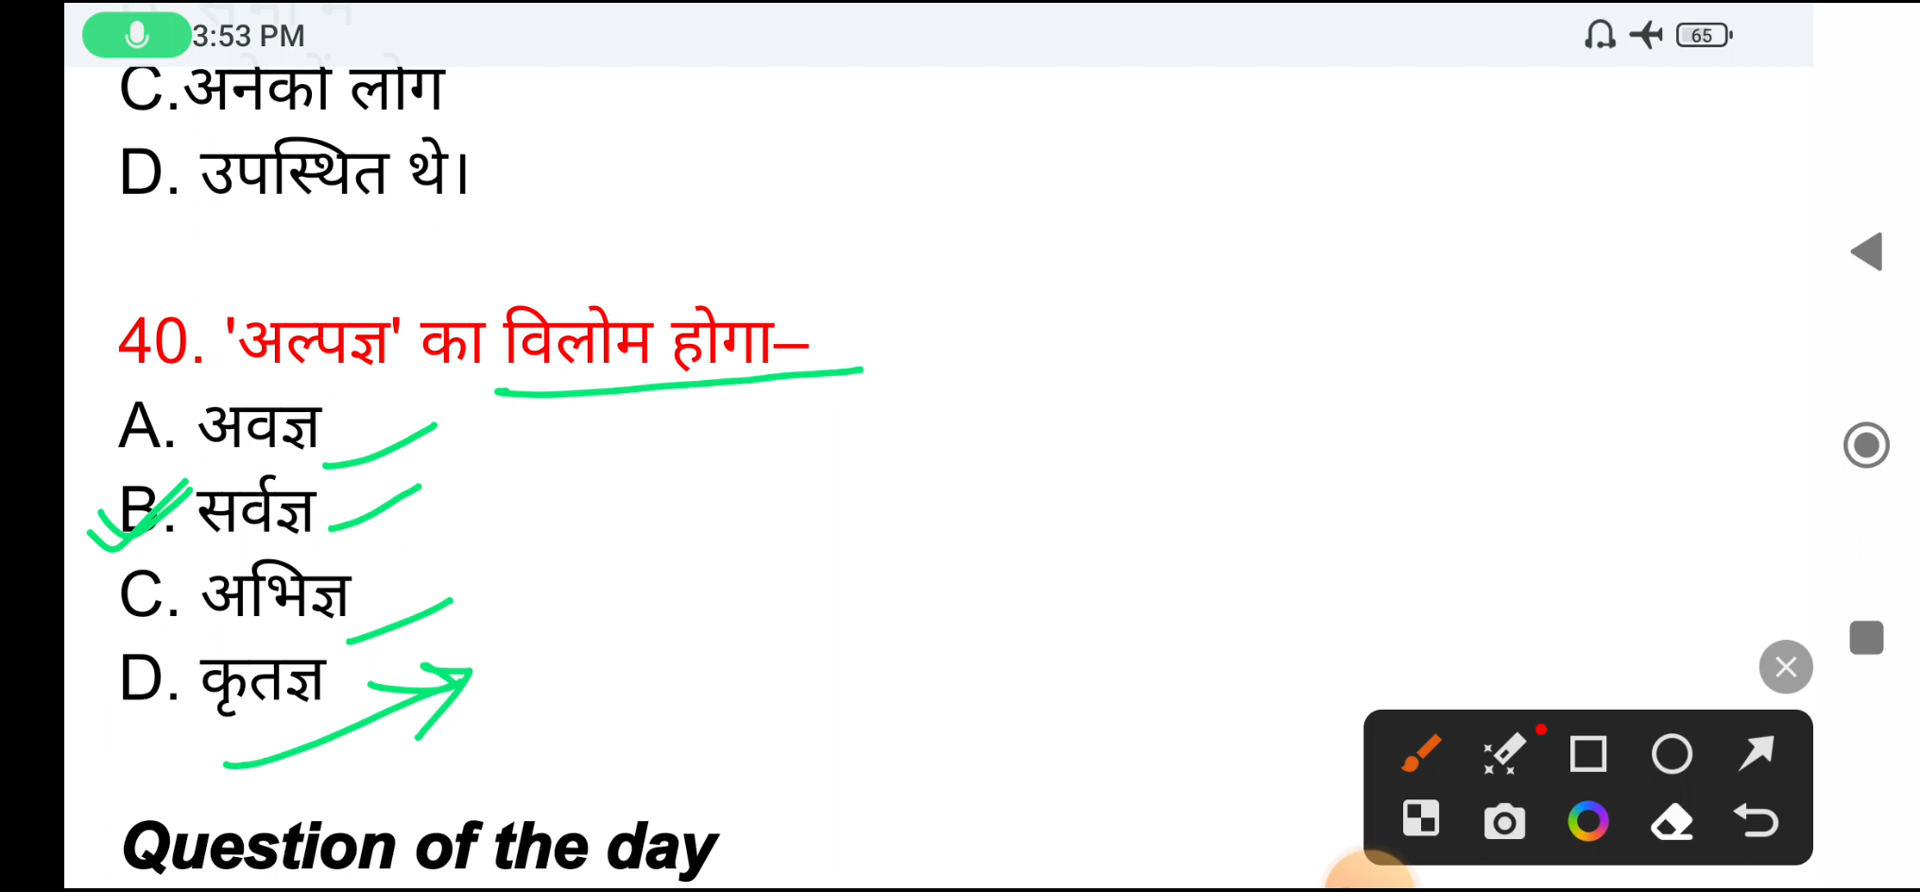 3:53 PM
65
C.अनेको लोग
D. उपस्थित थे।
40. 'अल्पज्ञ' का विलोम होगा–
A. अवज्ञ
B. सर्वज्ञ
C. अभिज्ञ
D. कृतज्ञ
Question of the day